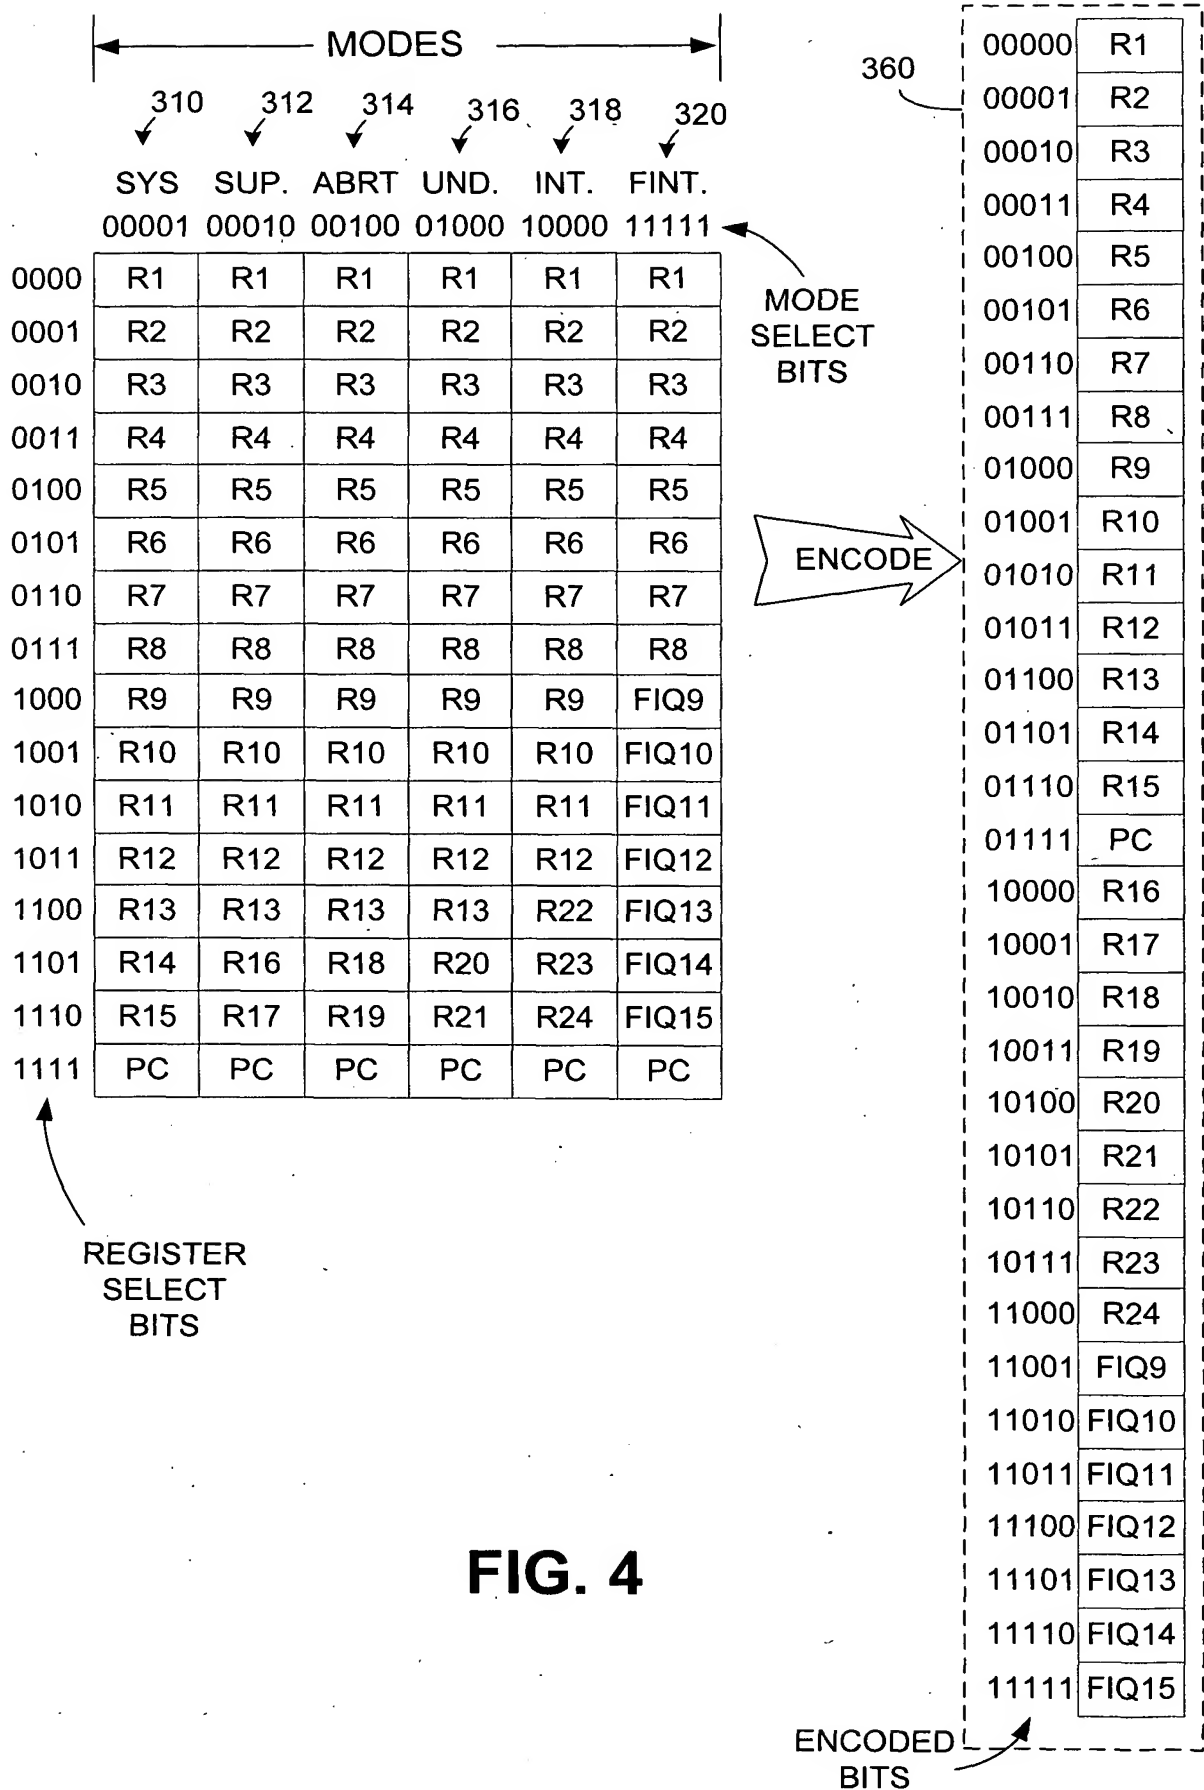 MODES
310 312 314 316 318 320
SYS SUP. ABRT UND. INT. FINT.
00001 00010 00100 01000 10000 11111
MODE
SELECT
BITS
0000 R1 R1 R1 R1 R1 R1
0001 R2 R2 R2 R2 R2 R2
0010 R3 R3 R3 R3 R3 R3
0011 R4 R4 R4 R4 R4 R4
0100 R5 R5 R5 R5 R5 R5
0101 R6 R6 R6 R6 R6 R6
0110 R7 R7 R7 R7 R7 R7
0111 R8 R8 R8 R8 R8 R8
1000 R9 R9 R9 R9 R9 FIQ9
1001 R10 R10 R10 R10 R10 FIQ10
1010 R11 R11 R11 R11 R11 FIQ11
1011 R12 R12 R12 R12 R12 FIQ12
1100 R13 R13 R13 R13 R22 FIQ13
1101 R14 R16 R18 R20 R23 FIQ14
1110 R15 R17 R19 R21 R24 FIQ15
1111 PC PC PC PC PC PC
REGISTER
SELECT
BITS
ENCODE
360
00000 R1
00001 R2
00010 R3
00011 R4
00100 R5
00101 R6
00110 R7
00111 R8
01000 R9
01001 R10
01010 R11
01011 R12
01100 R13
01101 R14
01110 R15
01111 PC
10000 R16
10001 R17
10010 R18
10011 R19
10100 R20
10101 R21
10110 R22
10111 R23
11000 R24
11001 FIQ9
11010 FIQ10
11011 FIQ11
11100 FIQ12
11101 FIQ13
11110 FIQ14
11111 FIQ15
ENCODED
BITS
FIG. 4